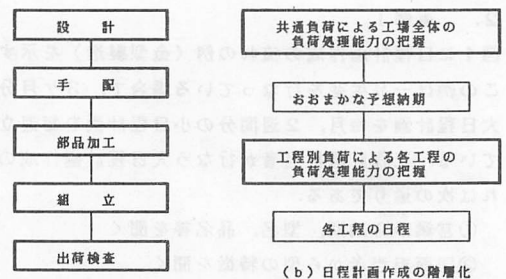 設計
手配
部品加工
組立
出荷検査
共通負荷による工場全体の
負荷処理能力の把握
おおまかな予想納期
工程別負荷による各工程の
負荷処理能力の把握
各工程の日程
(b) 日程計画作成の階層化